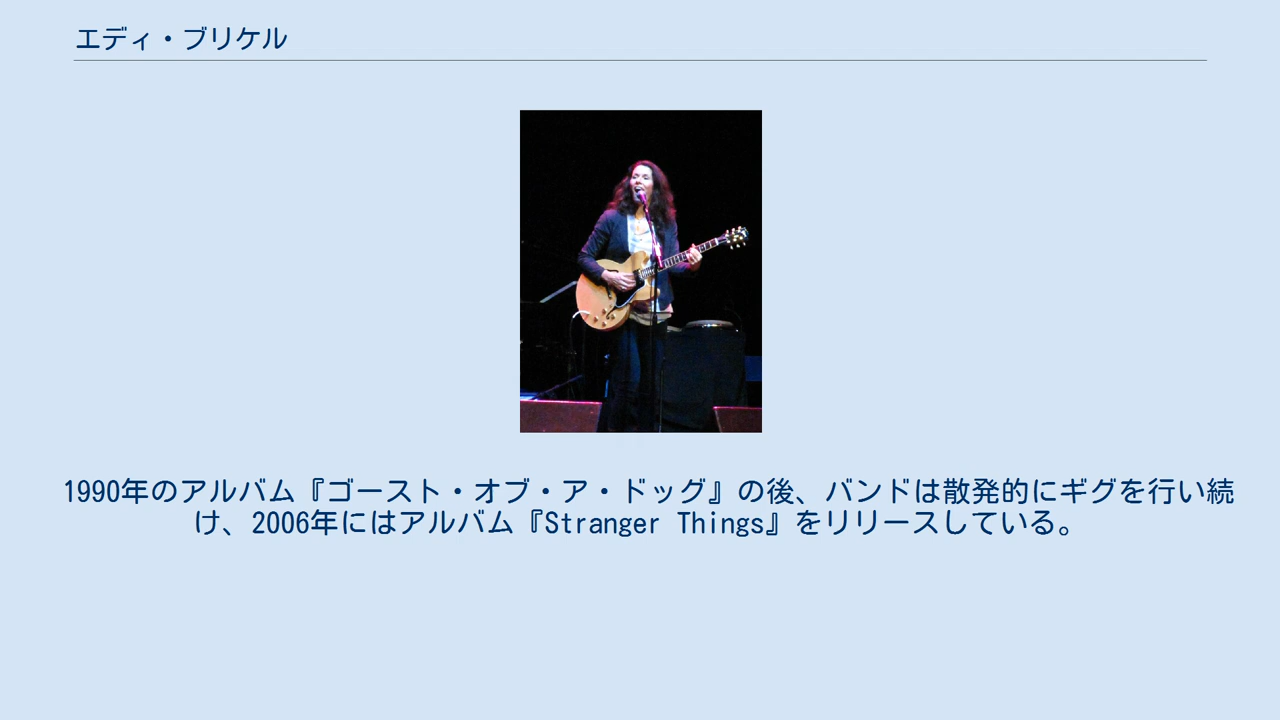 エディ・ブリケル
1990年のアルバム『ゴースト・オブ・ア・ドッグ』の後、バンドは散発的にギグを行い続
け、2006年にはアルバム『Stranger Things』をリリースしている。